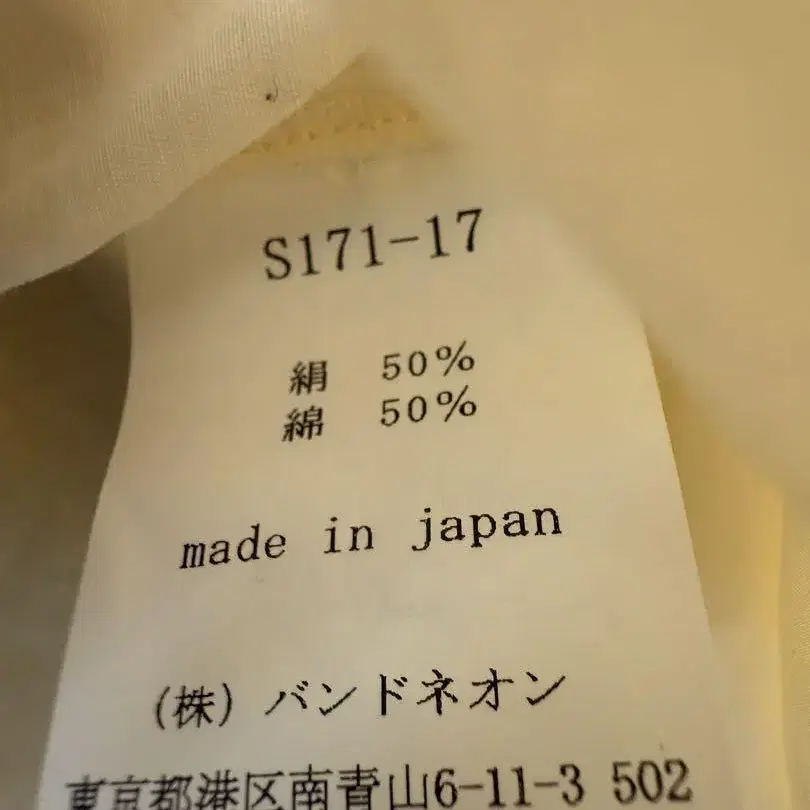 S171-17
絹 50%
綿 50%
made in japan
(株) バンドネオン
東京都港区南青山6-11-3 502